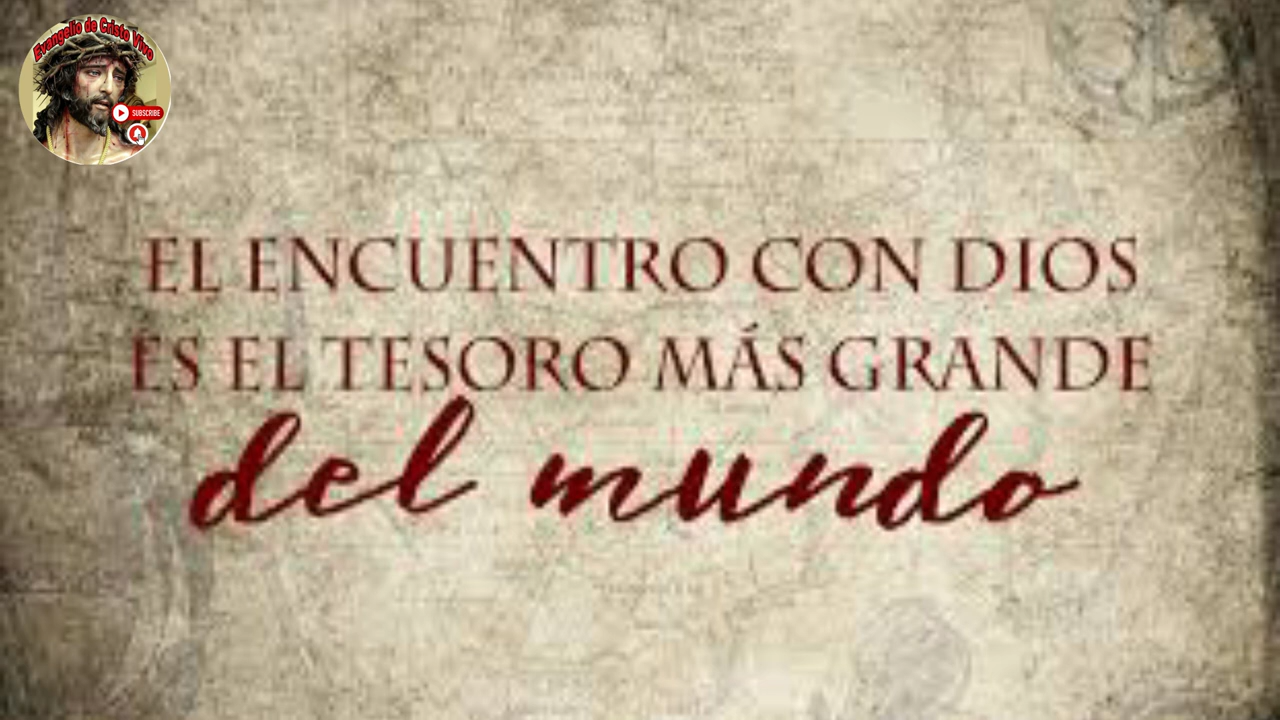 Evangelio de Cristo Vivo
SUBSCRIBE
EL ENCUENTRO CON DIOS
ES EL TESORO MÁS GRANDE
del mundo